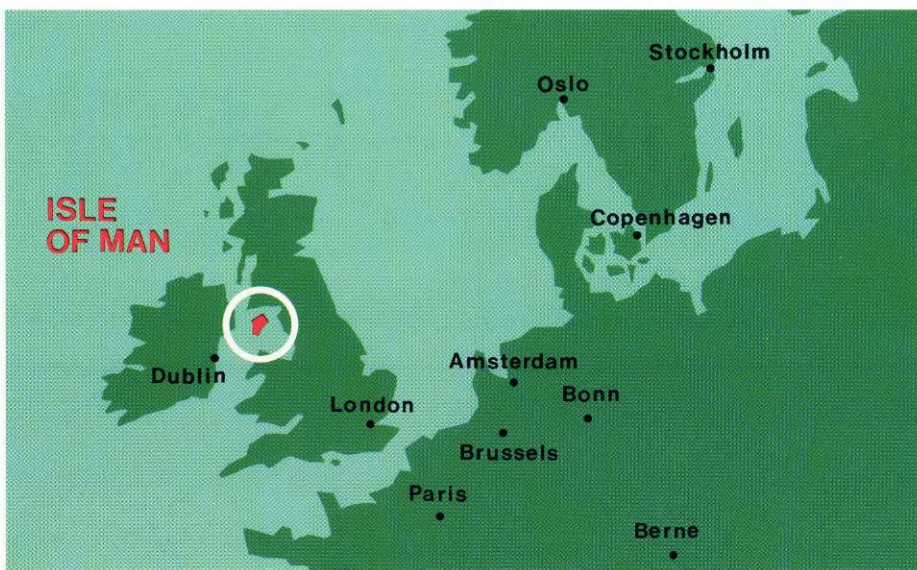 Stockholm
Oslo
ISLE
OF MAN
Copenhagen
Dublin
Amsterdam
London
Bonn
Brussels
Paris
Berne